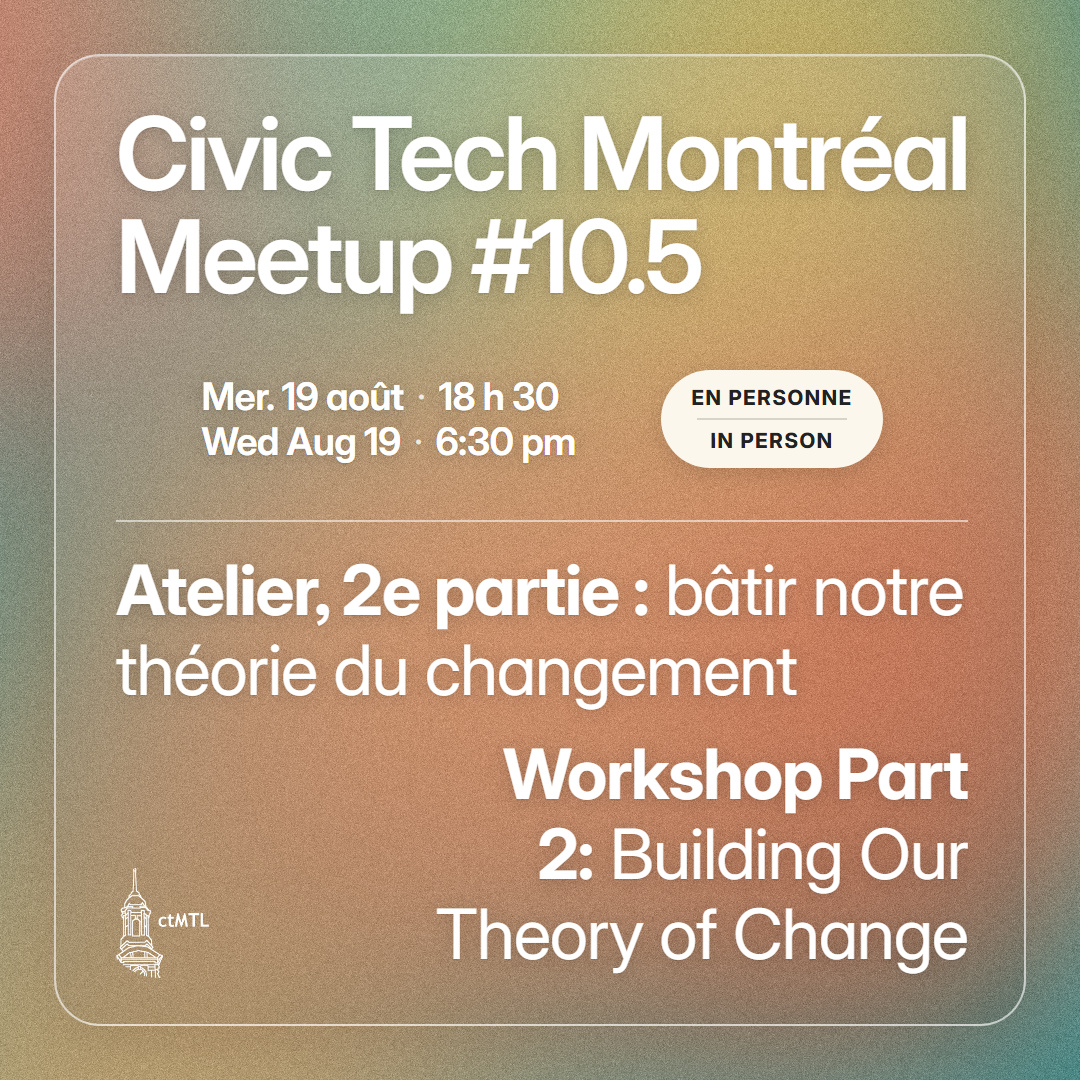 Civic Tech Montréal
Meetup #10.5
Mer. 19 août · 18 h 30
Wed Aug 19 · 6:30 pm
EN PERSONNE
IN PERSON
Atelier, 2e partie : bâtir notre
théorie du changement
Workshop Part
2: Building Our
Theory of Change
ctMTL